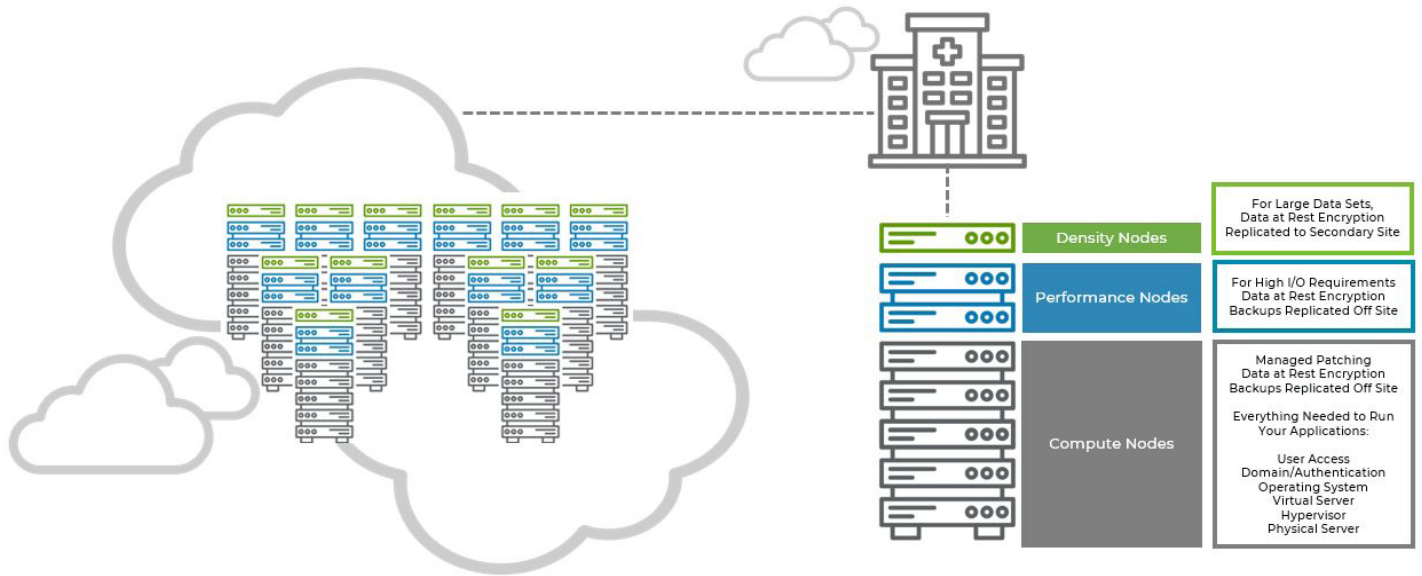 For Large Data Sets,
Data at Rest Encryption
Replicated to Secondary Site
Density Nodes
For High I/O Requirements
Data at Rest Encryption
Backups Replicated Off Site
Performance Nodes
Managed Patching
Data at Rest Encryption
Backups Replicated Off Site
Everything Needed to Run
Your Applications:
User Access
Domain/Authentication
Operating System
Virtual Server
Hypervisor
Physical Server
Compute Nodes